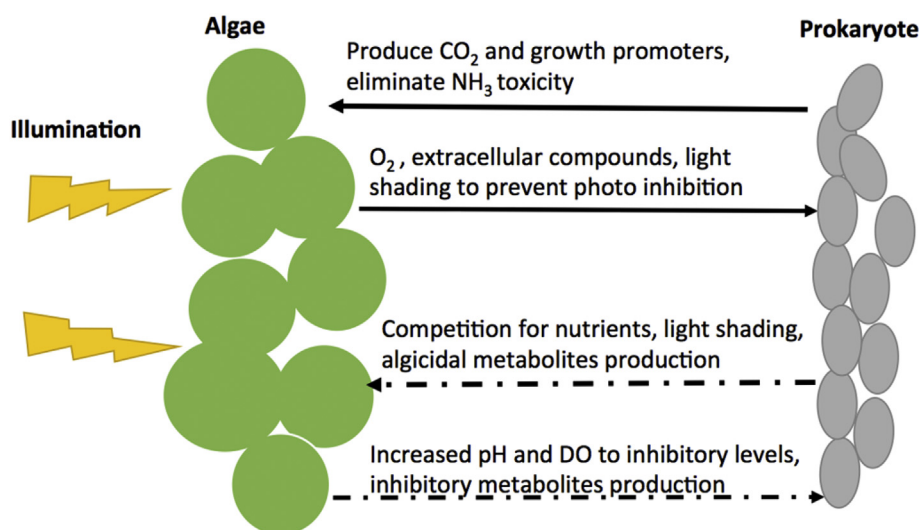 Algae
Prokaryote
Illumination
Produce CO₂ and growth promoters,
eliminate NH₃ toxicity
O₂ , extracellular compounds, light
shading to prevent photo inhibition
Competition for nutrients, light shading,
algicidal metabolites production
Increased pH and DO to inhibitory levels,
inhibitory metabolites production